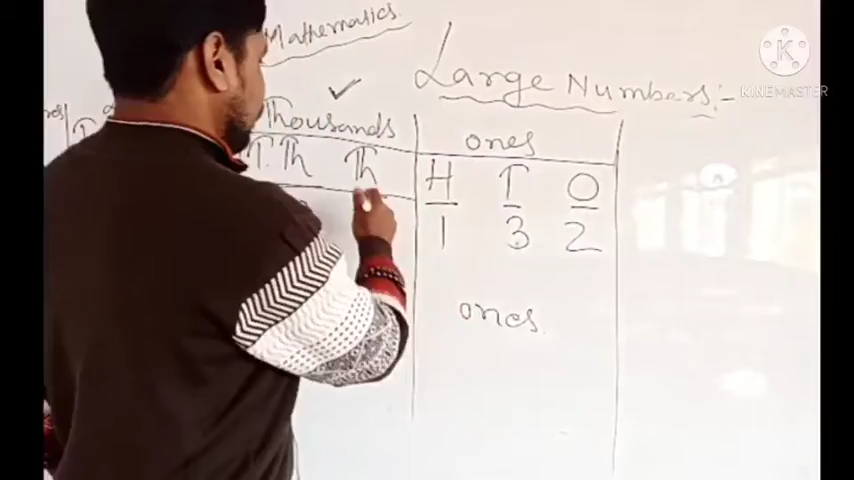 Mathematics.
Large Numbers:-
Thousands ones
T.Th Th H T O
1 3 2
ones.
K
KINEMASTER